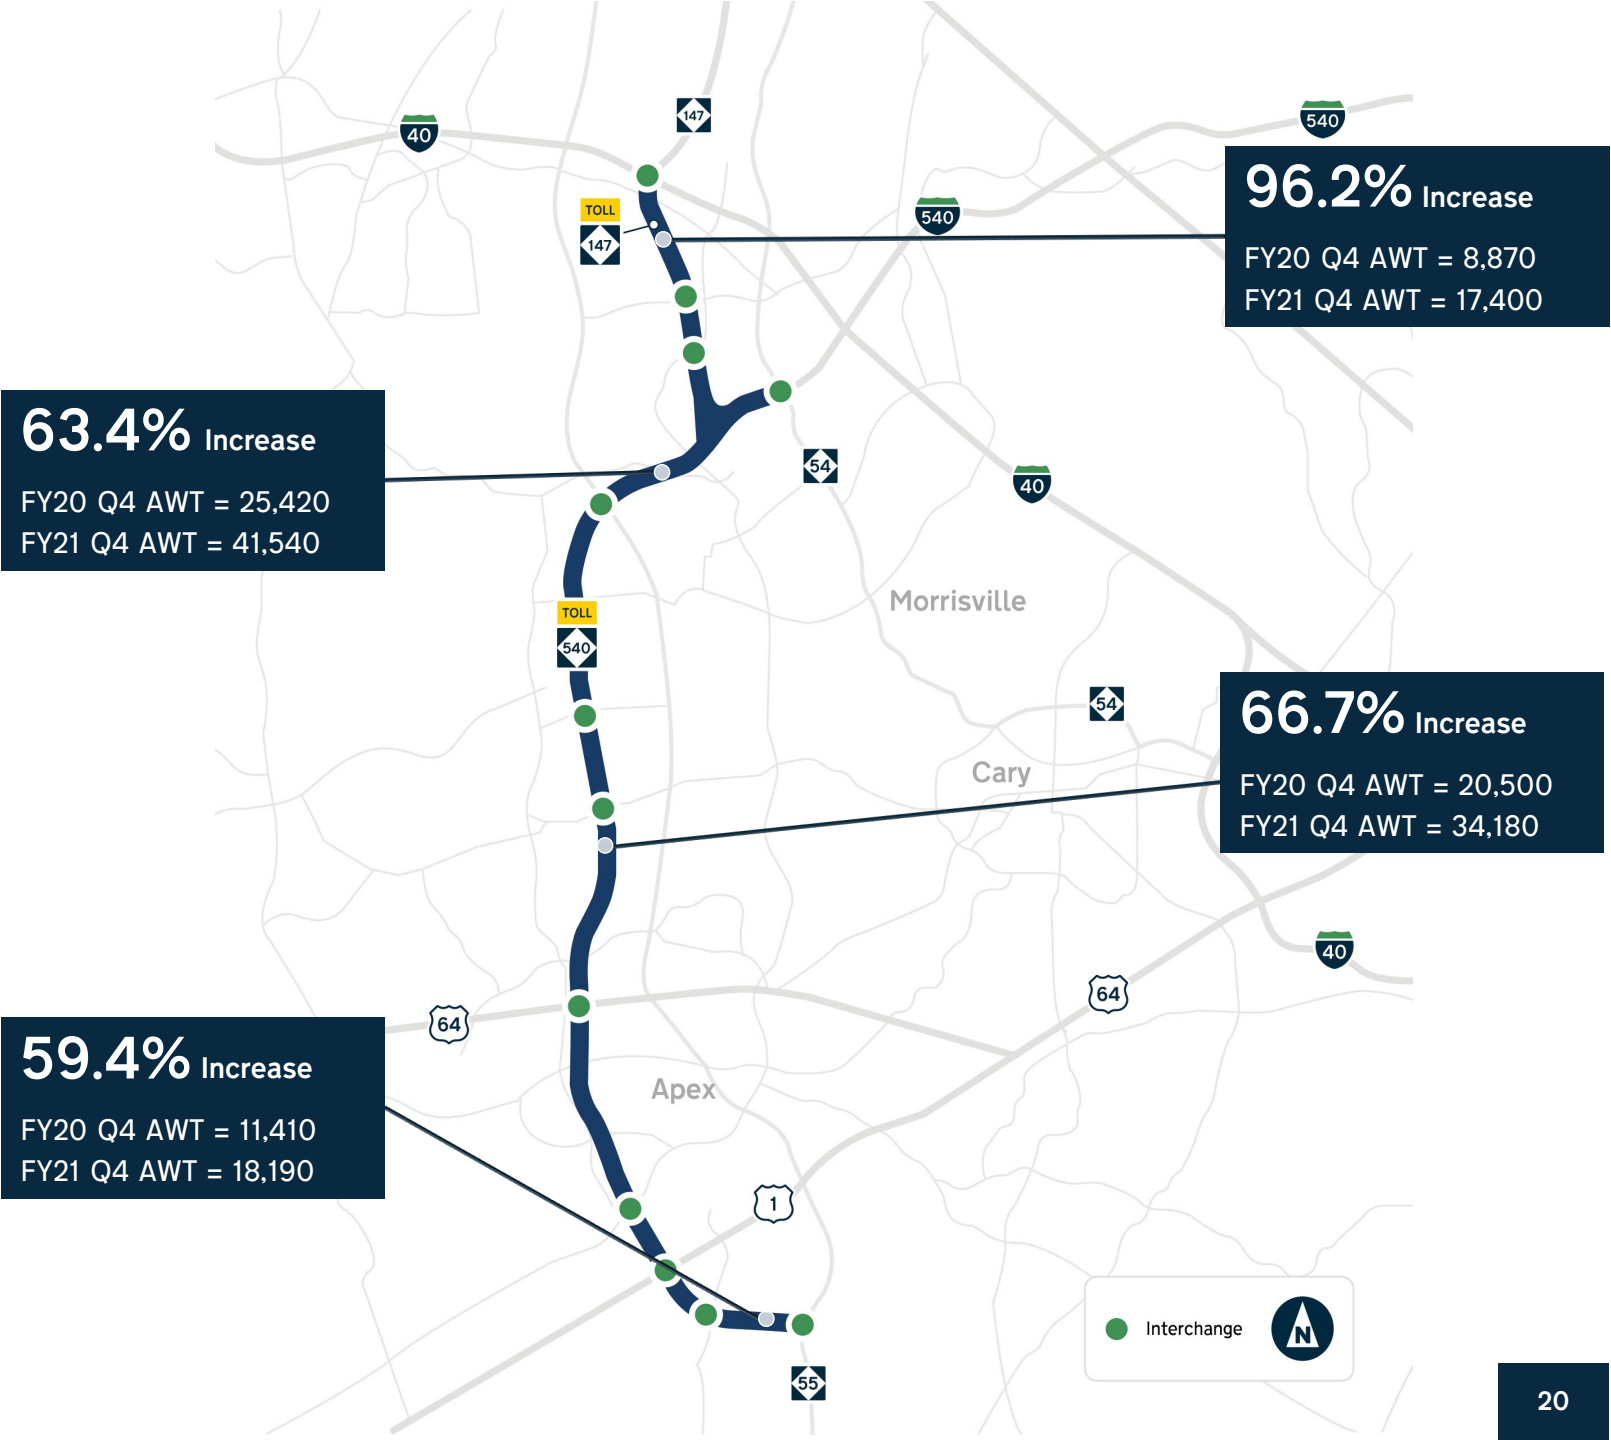 147
40
540
96.2% Increase
FY20 Q4 AWT = 8,870
FY21 Q4 AWT = 17,400
TOLL
147
540
63.4% Increase
FY20 Q4 AWT = 25,420
FY21 Q4 AWT = 41,540
54
40
Morrisville
TOLL
540
54
66.7% Increase
FY20 Q4 AWT = 20,500
FY21 Q4 AWT = 34,180
Cary
40
64
64
59.4% Increase
FY20 Q4 AWT = 11,410
FY21 Q4 AWT = 18,190
Apex
1
Interchange
N
55
20